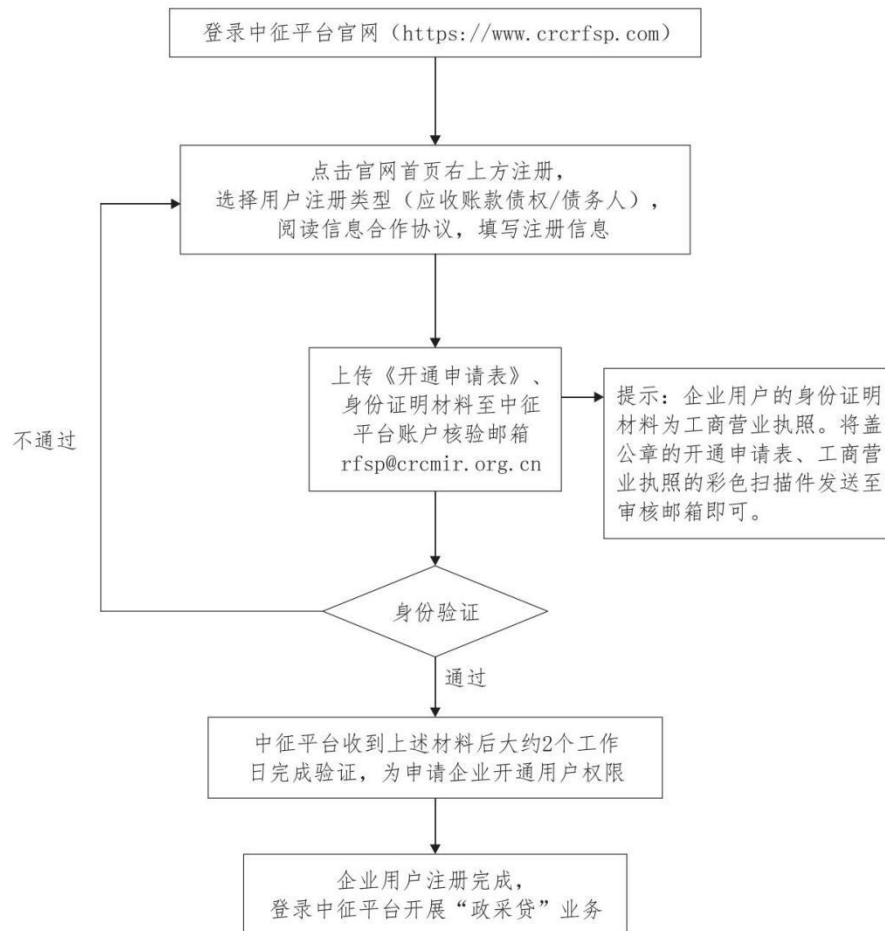 登录中征平台官网（https://www.crcrfsp.com）
点击官网首页右上方注册，
选择用户注册类型（应收账款债权/债务人），
阅读信息合作协议，填写注册信息
上传《开通申请表》、
身份证明材料至中征
平台账户核验邮箱
rfsp@crcmir.org.cn
提示：企业用户的身份证明
材料为工商营业执照。将盖
公章的开通申请表、工商营
业执照的彩色扫描件发送至
审核邮箱即可。
不通过
身份验证
通过
中征平台收到上述材料后大约2个工作
日完成验证，为申请企业开通用户权限
企业用户注册完成，
登录中征平台开展“政采贷”业务